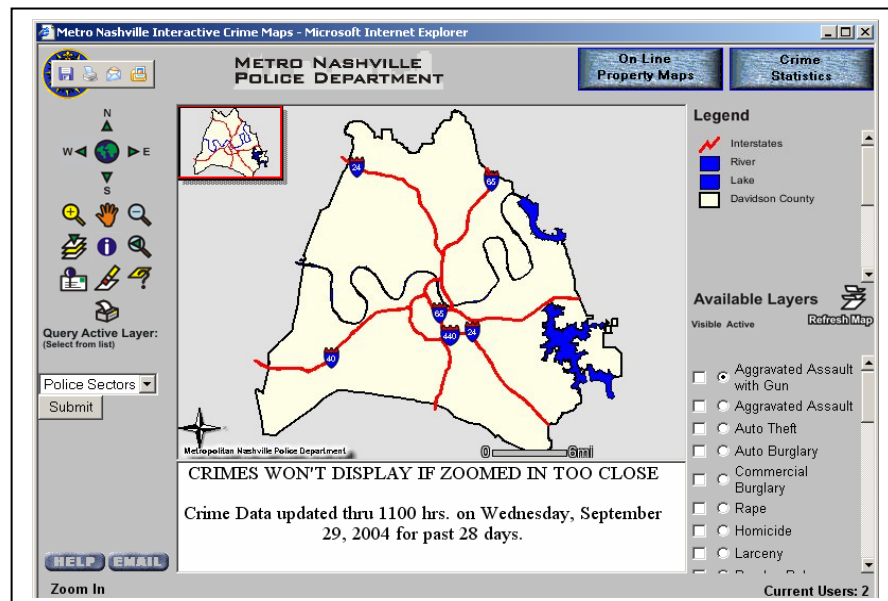 Metro Nashville Interactive Crime Maps - Microsoft Internet Explorer
METRO NASHVILLE
POLICE DEPARTMENT
On Line
Property Maps
Crime
Statistics
N
W
E
S
24
65
65
440
24
40
Legend
Interstates
River
Lake
Davidson County
Available Layers
Visible Active
Refresh Map
Query Active Layer:
(Select from list)
Police Sectors
Submit
Aggravated Assault
with Gun
Aggravated Assault
Auto Theft
Auto Burglary
Commercial
Burglary
Rape
Homicide
Larceny
Metropolitan Nashville Police Department
0 6mi
CRIMES WON'T DISPLAY IF ZOOMED IN TOO CLOSE
Crime Data updated thru 1100 hrs. on Wednesday, September
29, 2004 for past 28 days.
HELP EMAIL
Zoom In
Current Users: 2